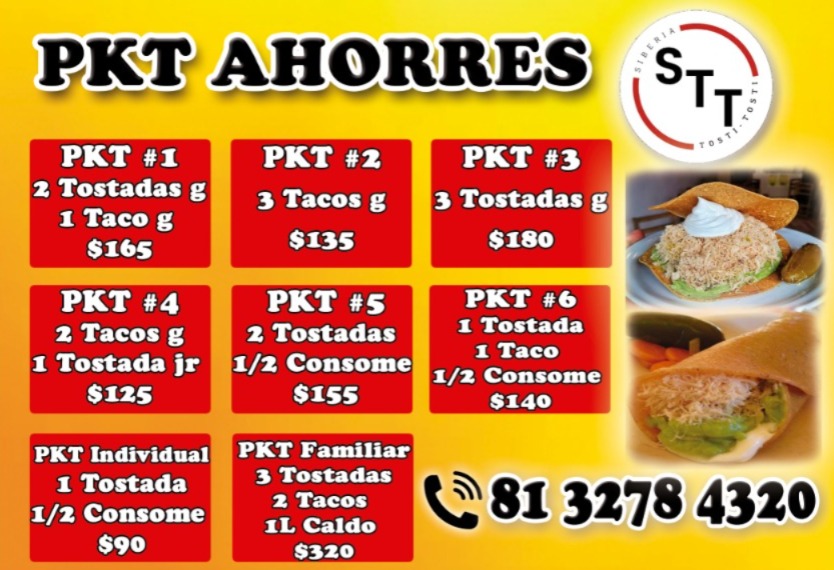 PKT AHORRES
SIBERIA
STT
TOSTI·TOSTI
PKT #1
2 Tostadas g
1 Taco g
$165
PKT #2
3 Tacos g
$135
PKT #3
3 Tostadas g
$180
PKT #4
2 Tacos g
1 Tostada jr
$125
PKT #5
2 Tostadas
1/2 Consome
$155
PKT #6
1 Tostada
1 Taco
1/2 Consome
$140
PKT Individual
1 Tostada
1/2 Consome
$90
PKT Familiar
3 Tostadas
2 Tacos
1L Caldo
$320
81 3278 4320